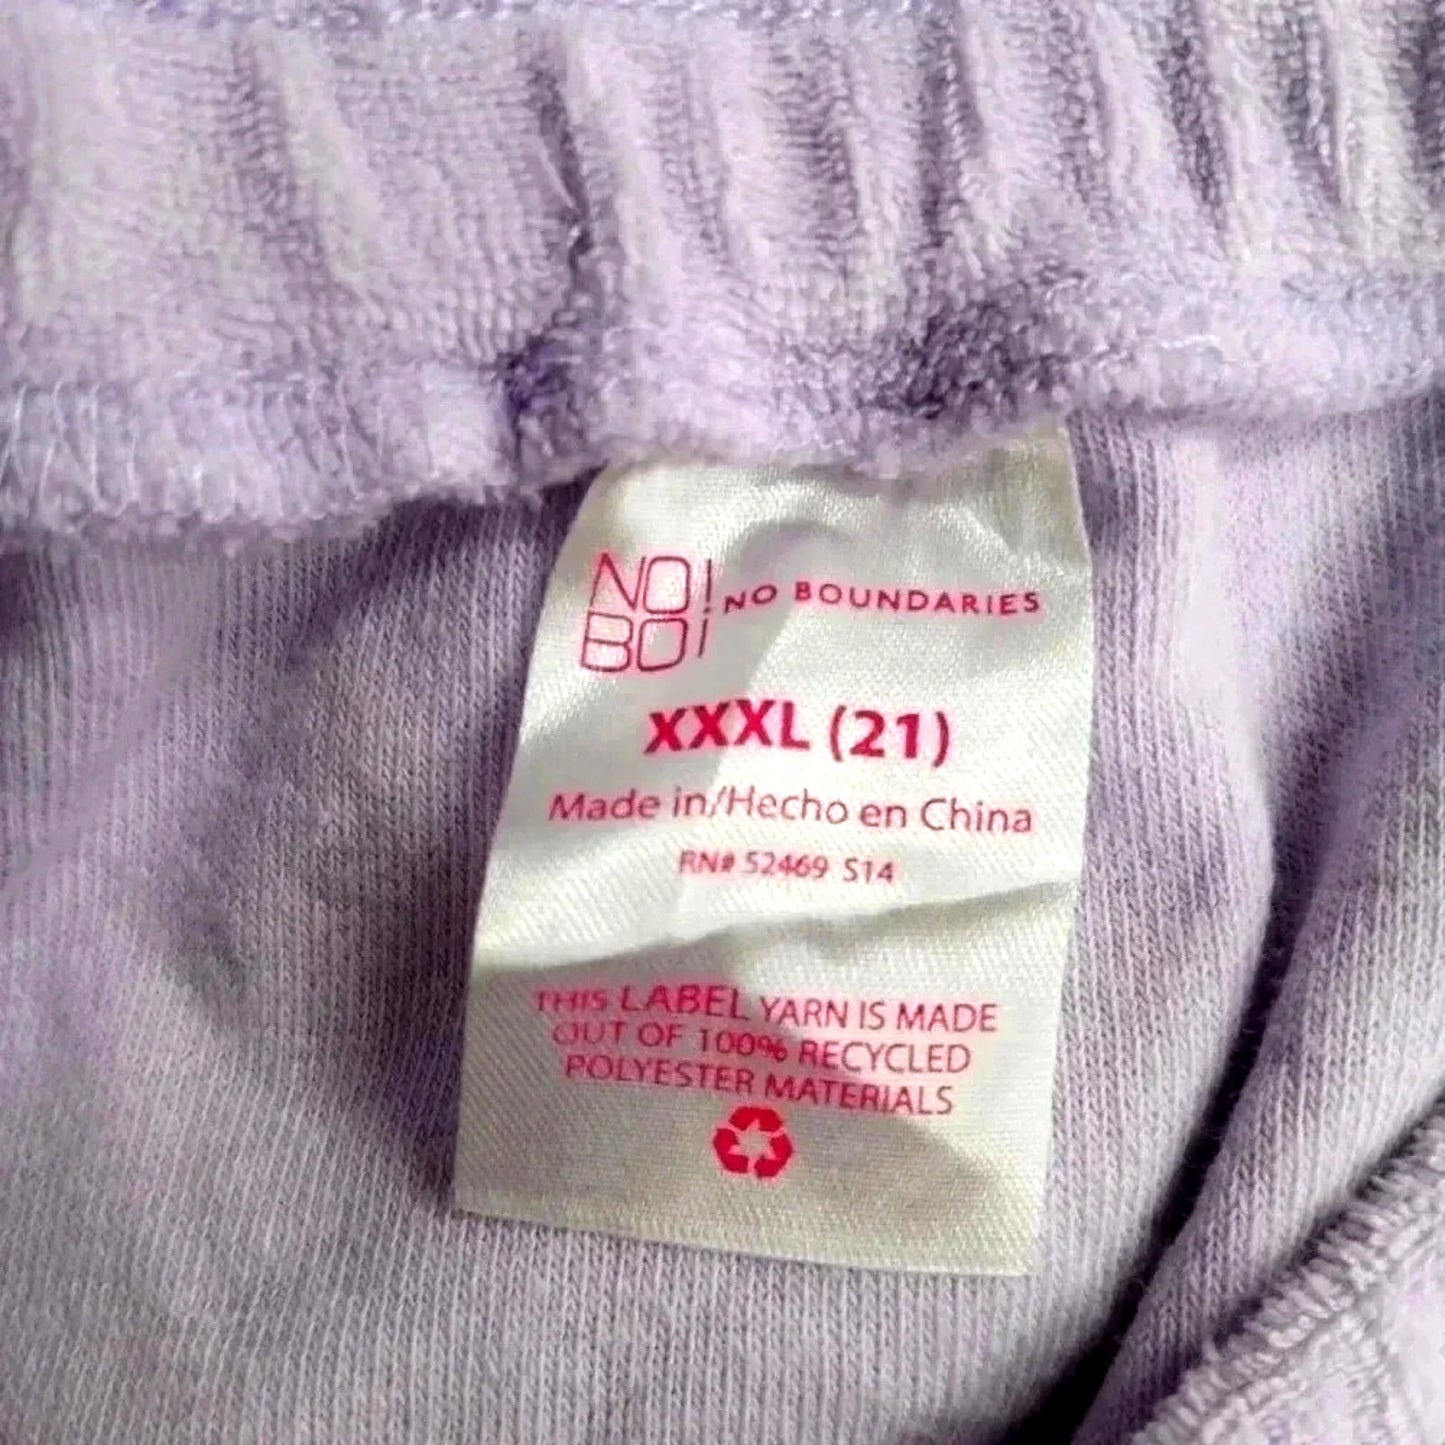 NO!
BO!
NO BOUNDARIES
XXXL (21)
Made in/Hecho en China
RN# 52469 S14
THIS LABEL YARN IS MADE
OUT OF 100% RECYCLED
POLYESTER MATERIALS